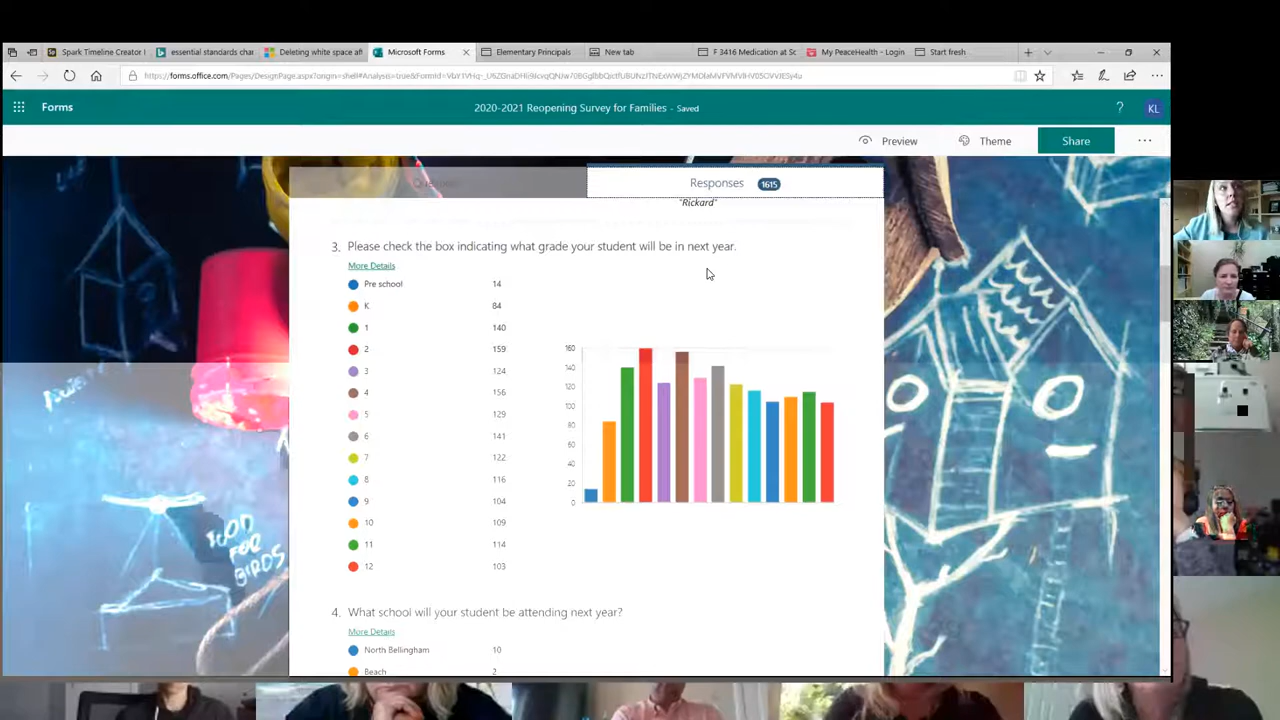 Spark Timeline Creator |
essential standards char
Deleting white space aft
Microsoft Forms
Elementary Principals
New tab
F 3416 Medication at Sc
My PeaceHealth - Login
Start fresh
Forms
2020-2021 Reopening Survey for Families - Saved
?
KL
Preview
Theme
Share
Responses 1615
"Rickard"
3. Please check the box indicating what grade your student will be in next year.
More Details
Pre school 14
K 84
1 140
2 159
3 124
4 156
5 129
6 141
7 122
8 116
9 104
10 109
11 114
12 103
160
140
120
100
80
60
40
20
0
FOOD
FOR
BIRDS
4. What school will your student be attending next year?
More Details
North Bellingham 10
Beach 2